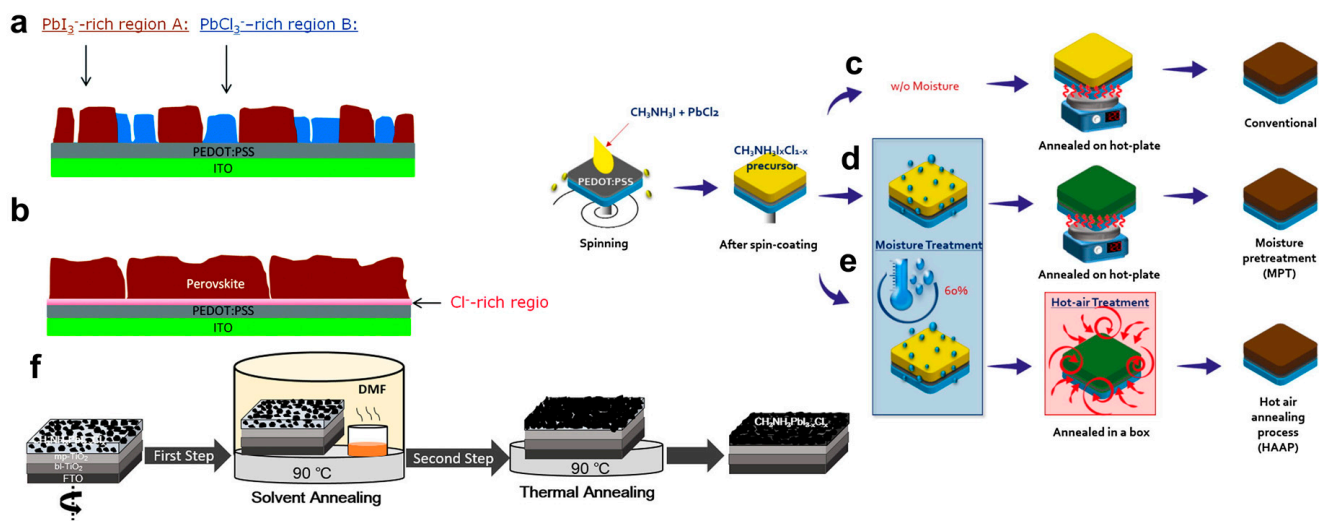 a
PbI₃⁻-rich region A:
PbCl₃⁻–rich region B:
PEDOT:PSS
ITO
b
Perovskite
Cl⁻-rich regio
PEDOT:PSS
ITO
CH₃NH₃I + PbCl₂
PEDOT:PSS
Spinning
CH₃NH₃IₓCl₁₋ₓ
precursor
After spin-coating
c
w/o Moisture
Annealed on hot-plate
Conventional
d
Moisture Treatment
Annealed on hot-plate
Moisture
pretreatment
(MPT)
e
60%
Hot-air Treatment
Annealed in a box
Hot air
annealing
process
(HAAP)
f
mp-TiO₂
bl-TiO₂
FTO
First Step
DMF
90 ℃
Solvent Annealing
Second Step
90 ℃
Thermal Annealing